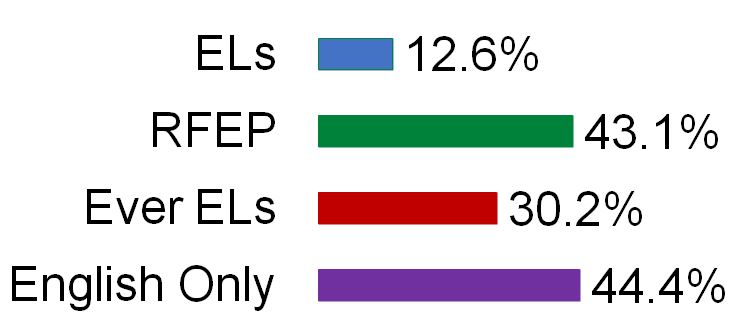 ELs 12.6%
RFEP 43.1%
Ever ELs 30.2%
English Only 44.4%